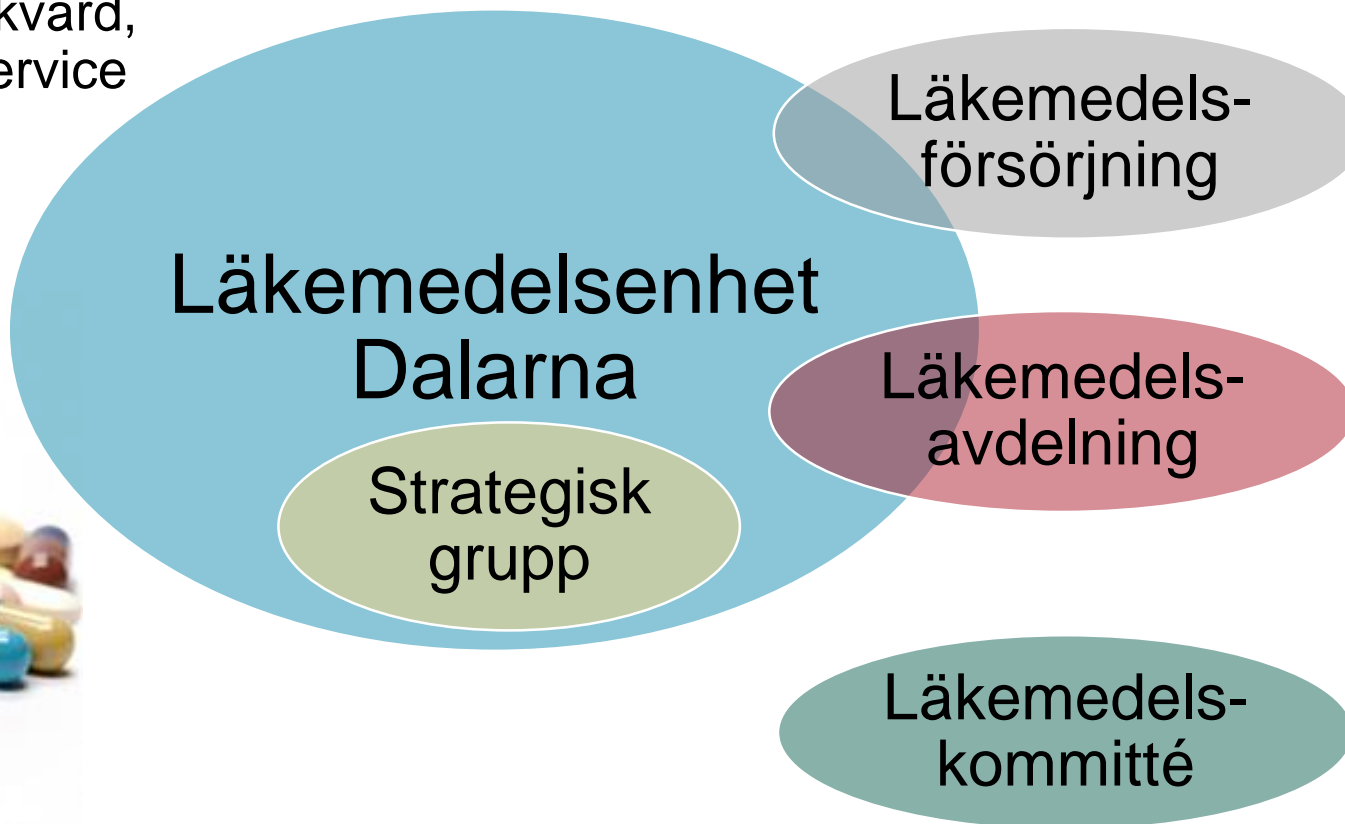 kvård,
ervice
Läkemedels-
försörjning
Läkemedelsenhet
Dalarna
Läkemedels-
avdelning
Strategisk
grupp
Läkemedels-
kommitté